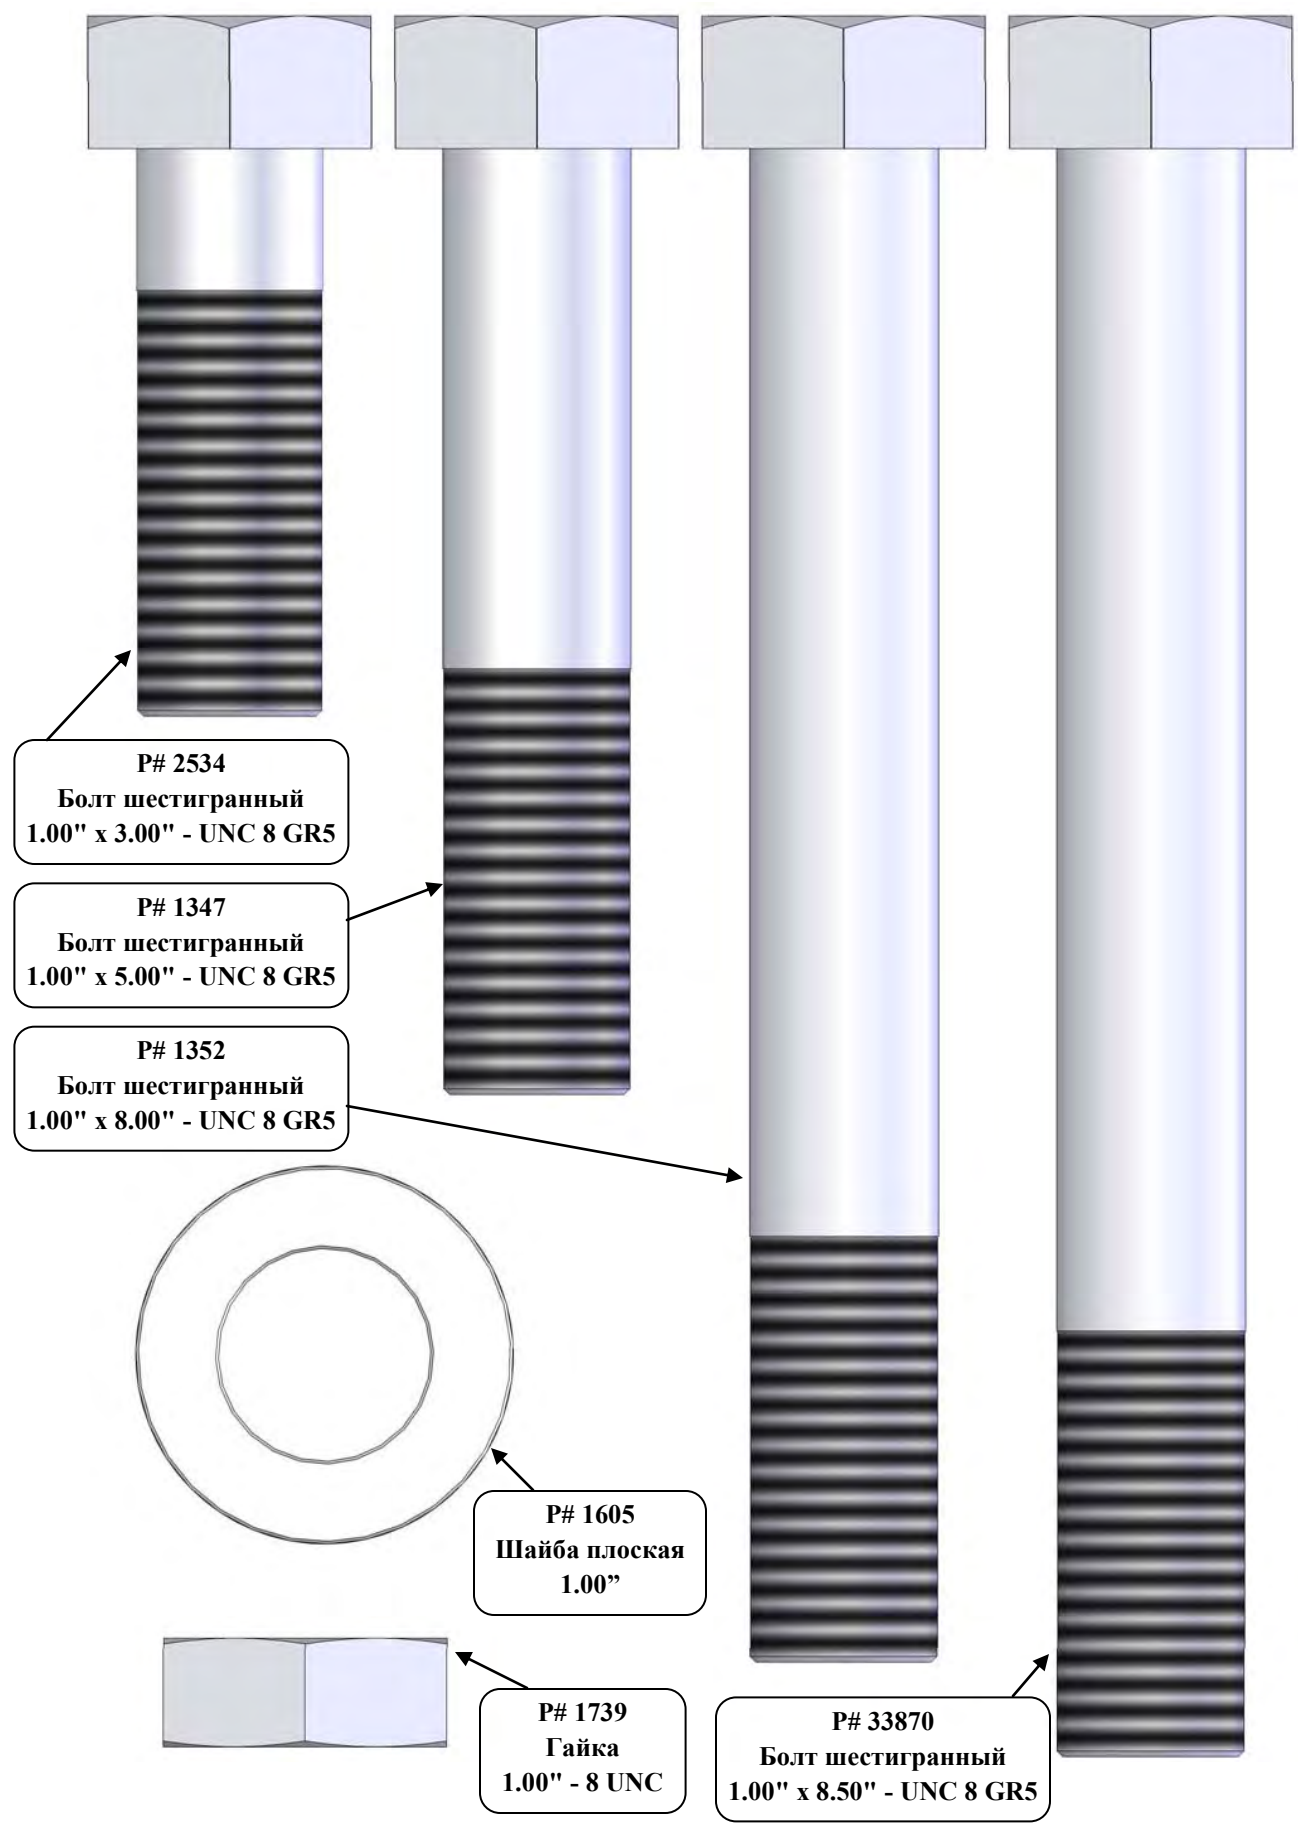 P# 2534
Болт шестигранный
1.00" x 3.00" - UNC 8 GR5
P# 1347
Болт шестигранный
1.00" x 5.00" - UNC 8 GR5
P# 1352
Болт шестигранный
1.00" x 8.00" - UNC 8 GR5
P# 1605
Шайба плоская
1.00”
P# 1739
Гайка
1.00" - 8 UNC
P# 33870
Болт шестигранный
1.00" x 8.50" - UNC 8 GR5